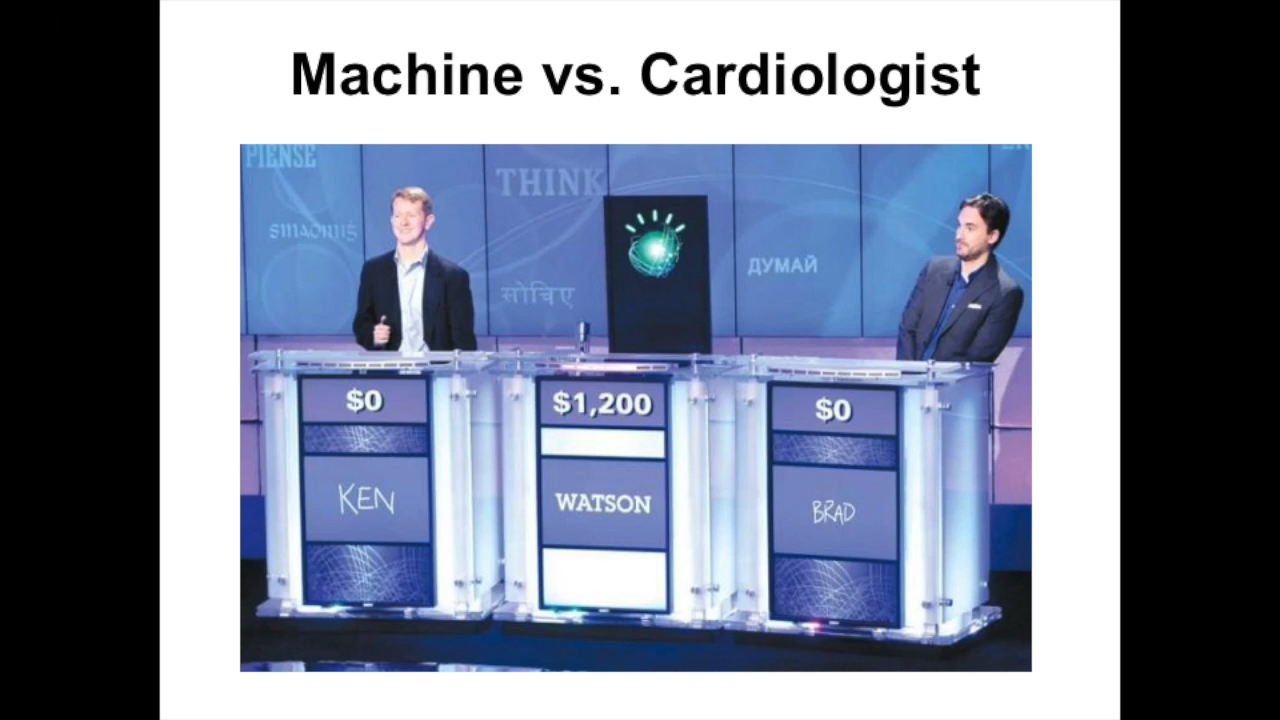 Machine vs. Cardiologist
PIENSE
THINK
ДУМАЙ
सोचिए
$0
$1,200
$0
KEN
WATSON
BRAD